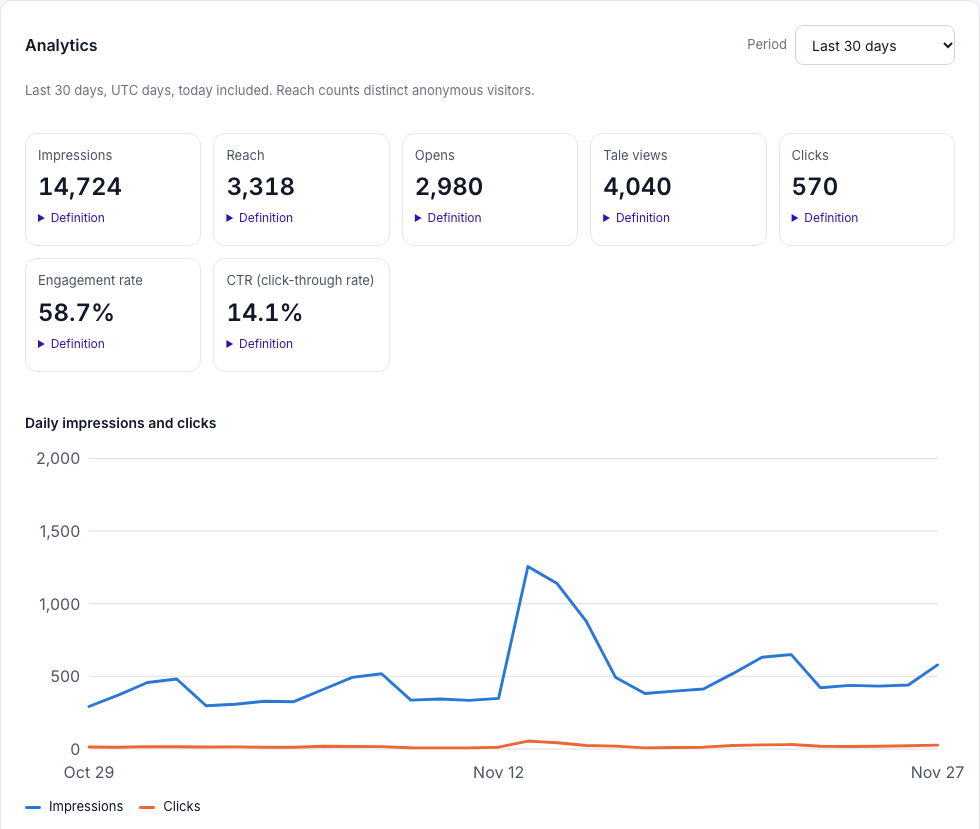 Analytics
Period
Last 30 days
Last 30 days, UTC days, today included. Reach counts distinct anonymous visitors.
Impressions
14,724
Definition
Reach
3,318
Definition
Opens
2,980
Definition
Tale views
4,040
Definition
Clicks
570
Definition
Engagement rate
58.7%
Definition
CTR (click-through rate)
14.1%
Definition
Daily impressions and clicks
2,000
1,500
1,000
500
0
Oct 29
Nov 12
Nov 27
Impressions
Clicks